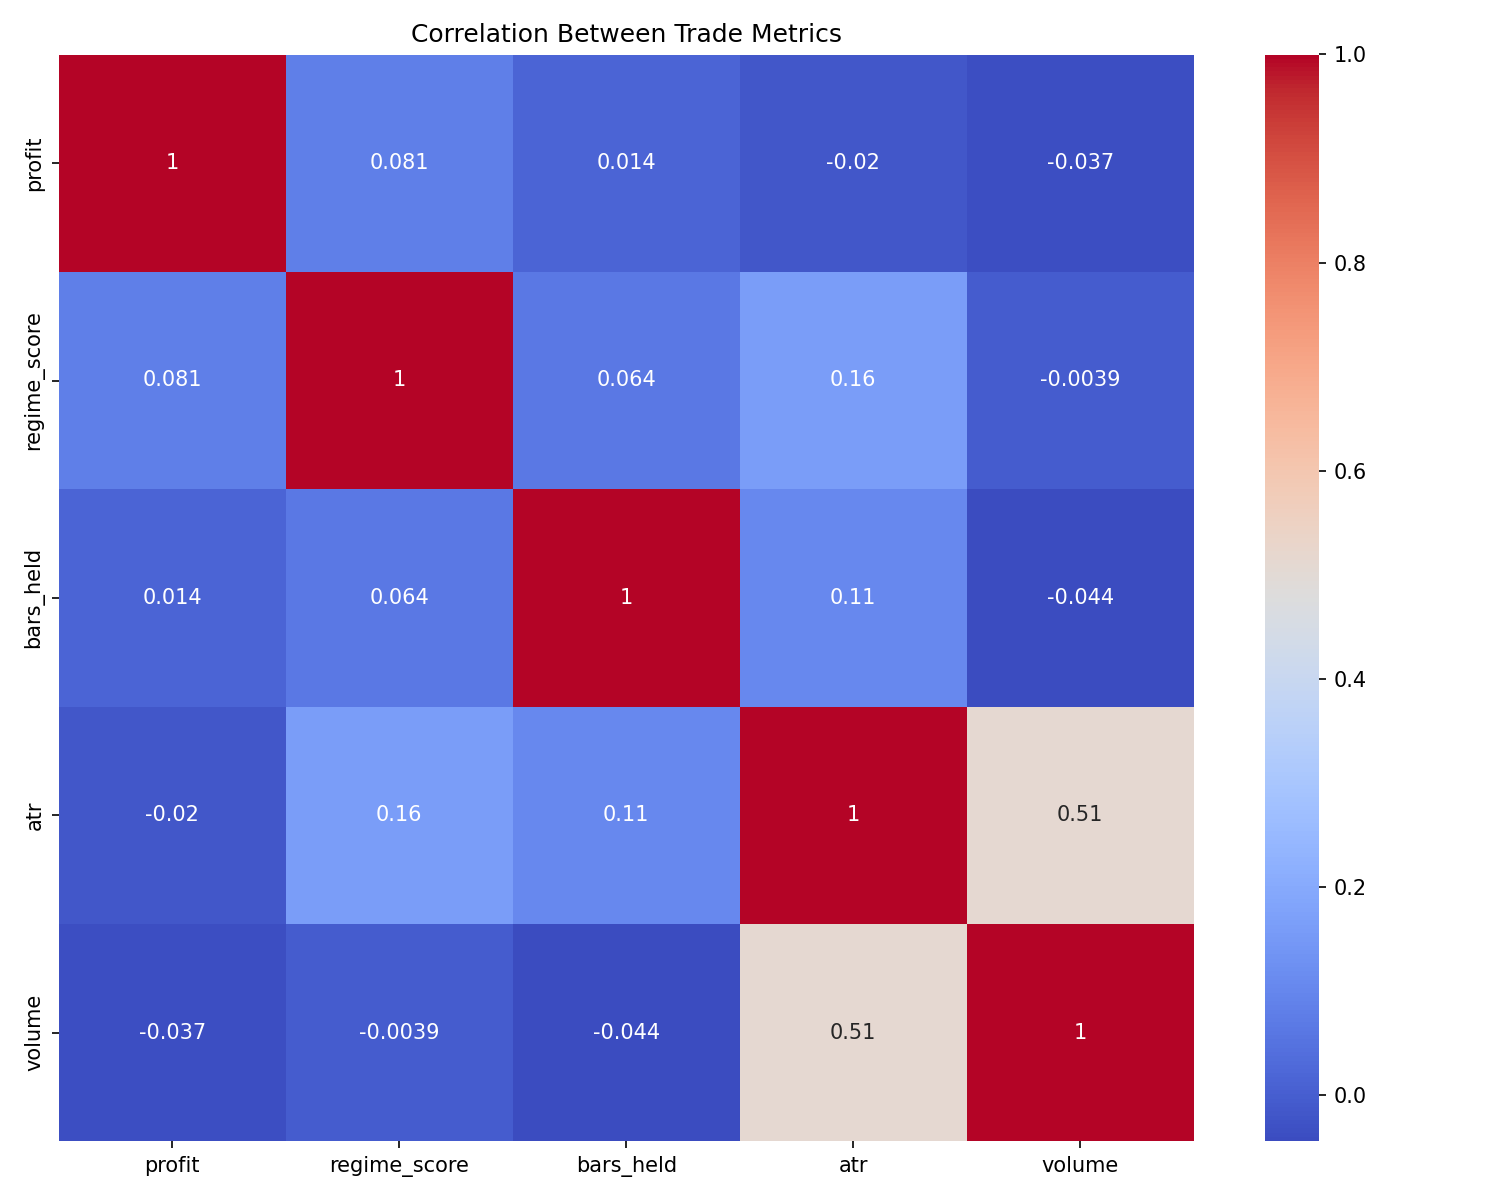 Correlation Between Trade Metrics
profit 1 0.081 0.014 -0.02 -0.037
regime_score 0.081 1 0.064 0.16 -0.0039
bars_held 0.014 0.064 1 0.11 -0.044
atr -0.02 0.16 0.11 1 0.51
volume -0.037 -0.0039 -0.044 0.51 1
profit regime_score bars_held atr volume
1.0
0.8
0.6
0.4
0.2
0.0